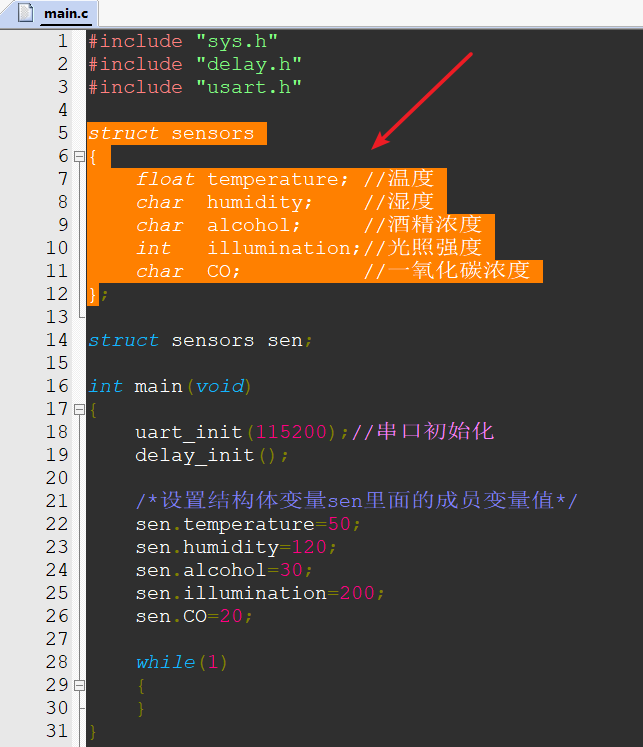 main.c
1 #include "sys.h"
2 #include "delay.h"
3 #include "usart.h"
4
5 struct sensors
6 {
7 float temperature; //温度
8 char humidity; //湿度
9 char alcohol; //酒精浓度
10 int illumination;//光照强度
11 char CO; //一氧化碳浓度
12 };
13
14 struct sensors sen;
15
16 int main(void)
17 {
18 uart_init(115200);//串口初始化
19 delay_init();
20
21 /*设置结构体变量sen里面的成员变量值*/
22 sen.temperature=50;
23 sen.humidity=120;
24 sen.alcohol=30;
25 sen.illumination=200;
26 sen.CO=20;
27
28 while(1)
29 {
30 }
31 }